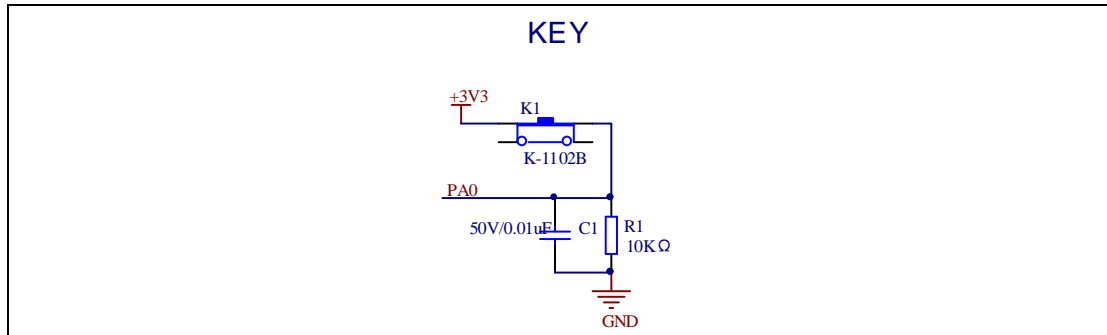 KEY
+3V3
K1
K-1102B
PA0
50V/0.01uF
C1
R1
10KΩ
GND